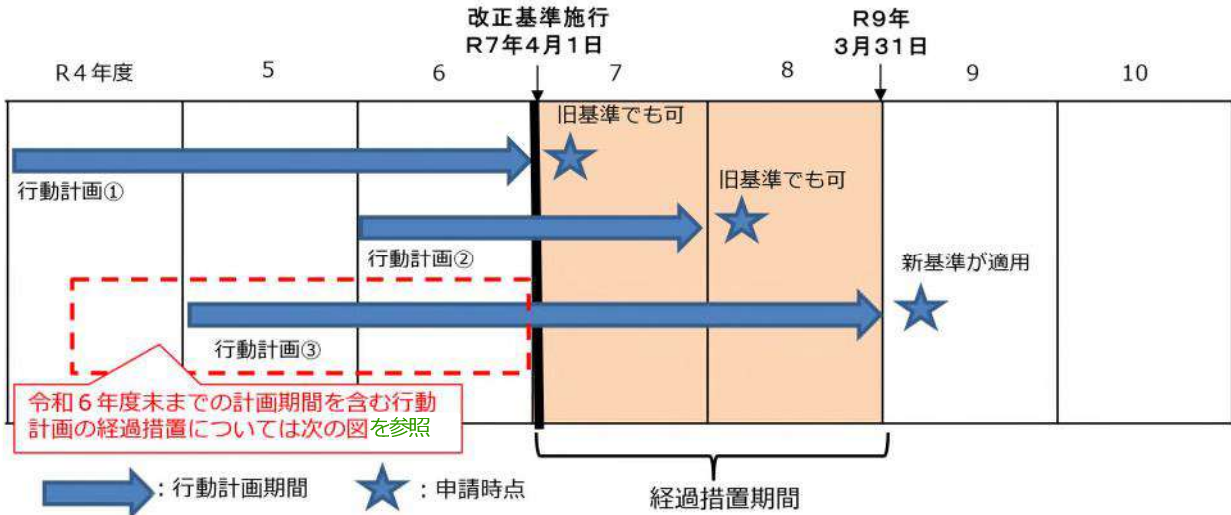 改正基準施行
R7年4月1日
R9年
3月31日
R4年度
5
6
7
8
9
10
旧基準でも可
行動計画①
旧基準でも可
行動計画②
新基準が適用
行動計画③
令和6年度末までの計画期間を含む行動
計画の経過措置については次の図を参照
：行動計画期間
：申請時点
経過措置期間